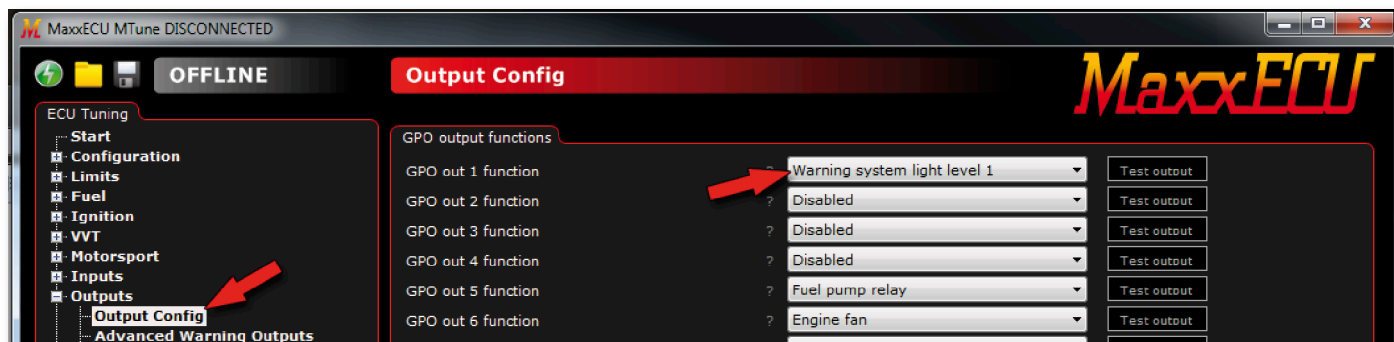 MaxxECU MTune DISCONNECTED
OFFLINE
Output Config
MaxxECU
ECU Tuning
Start
Configuration
Limits
Fuel
Ignition
VVT
Motorsport
Inputs
Outputs
Output Config
Advanced Warning Outputs
GPO output functions
GPO out 1 function ? Warning system light level 1 Test output
GPO out 2 function ? Disabled Test output
GPO out 3 function ? Disabled Test output
GPO out 4 function ? Disabled Test output
GPO out 5 function ? Fuel pump relay Test output
GPO out 6 function ? Engine fan Test output